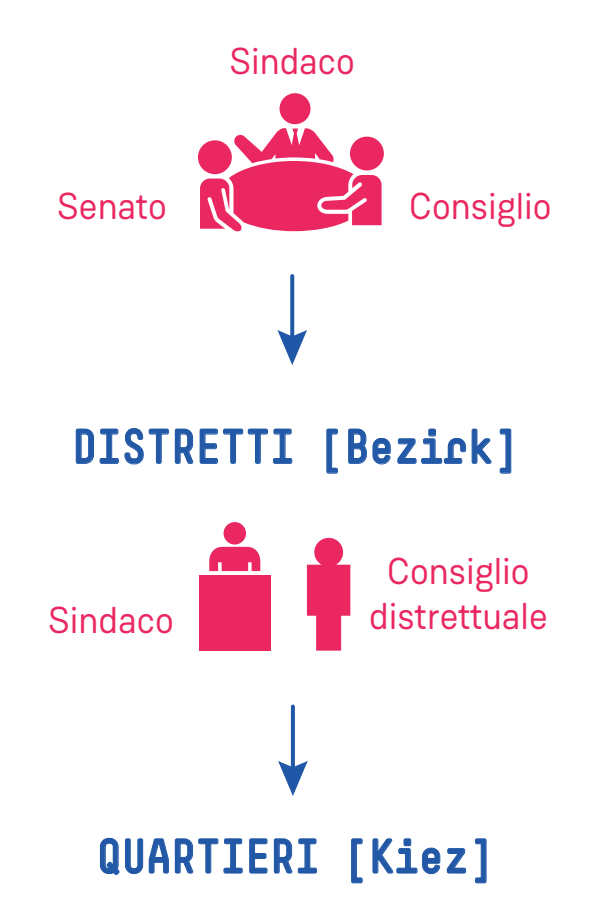 Sindaco
Senato
Consiglio
DISTRETTI [Bezirk]
Sindaco
Consiglio
distrettuale
QUARTIERI [Kiez]